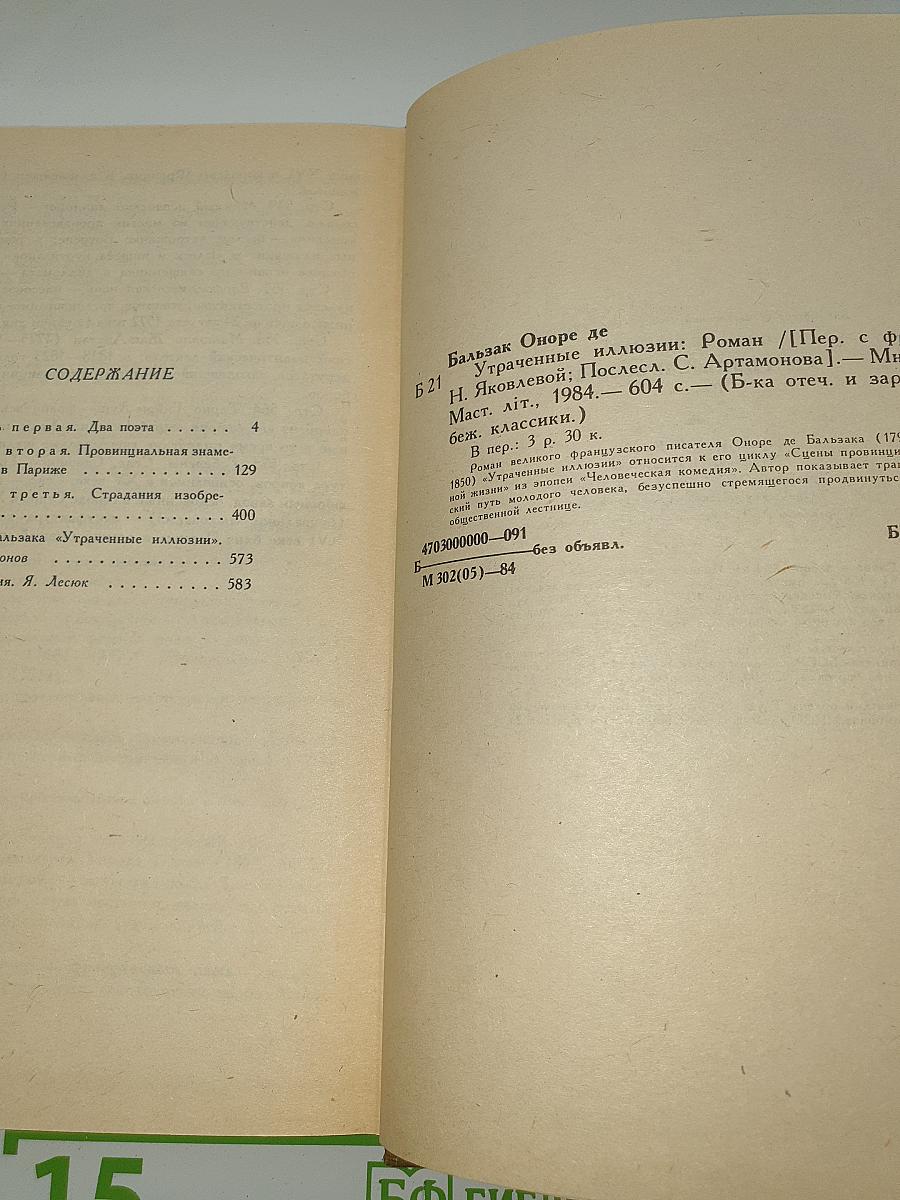 СОДЕРЖАНИЕ
первая. Два поэта . . . . . . 4
вторая. Провинциальная знаме-
в Париже . . . . . . . . . . . . . 129
третья. Страдания изобре-
. . . . . . . . . . . . . . . . . . . . 400
альзака «Утраченные иллюзии».
онов . . . . . . . . . . . . . . . . 573
ия. Я. Лесюк . . . . . . . . . . 583
Бальзак Оноре де
Б 21 Утраченные иллюзии: Роман /[Пер. с фр
Н. Яковлевой; Послесл. С. Артамонова].— Мн
Маст. літ., 1984.— 604 с.— (Б-ка отеч. и зар
беж. классики.)
В пер.: 3 р. 30 к.
Роман великого французского писателя Оноре де Бальзака (179
1850) «Утраченные иллюзии» относится к его циклу «Сцены провинци
ной жизни» из эпопеи «Человеческая комедия». Автор показывает тра
ский путь молодого человека, безуспешно стремящегося продвинуться
общественной лестнице.
4703000000—091
Б————без объявл.
М 302(05)—84
Б
15
БФ